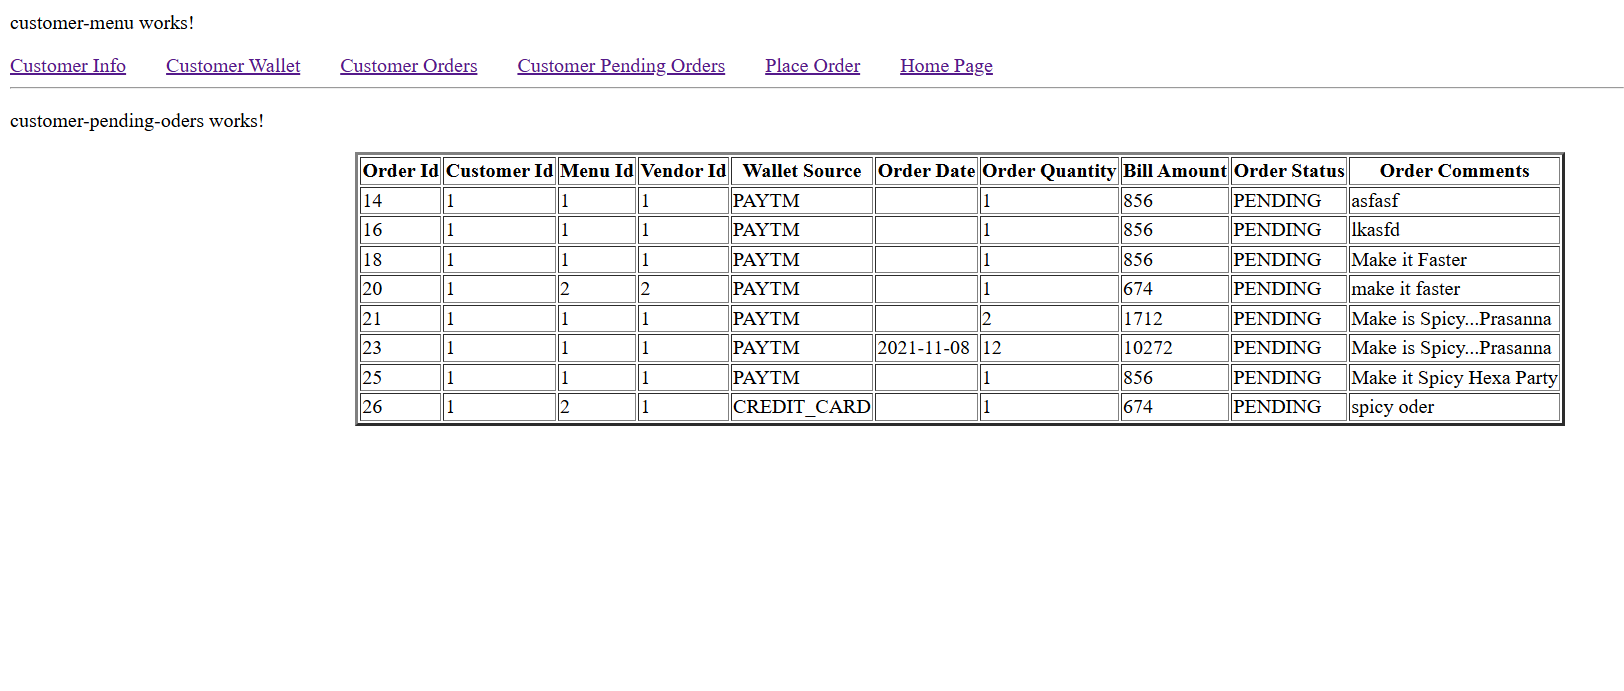 customer-menu works!
Customer Info Customer Wallet Customer Orders Customer Pending Orders Place Order Home Page
customer-pending-oders works!
Order Id Customer Id Menu Id Vendor Id Wallet Source Order Date Order Quantity Bill Amount Order Status Order Comments
14 1 1 1 PAYTM 1 856 PENDING asfasf
16 1 1 1 PAYTM 1 856 PENDING lkasfd
18 1 1 1 PAYTM 1 856 PENDING Make it Faster
20 1 2 2 PAYTM 1 674 PENDING make it faster
21 1 1 1 PAYTM 2 1712 PENDING Make is Spicy...Prasanna
23 1 1 1 PAYTM 2021-11-08 12 10272 PENDING Make is Spicy...Prasanna
25 1 1 1 PAYTM 1 856 PENDING Make it Spicy Hexa Party
26 1 2 1 CREDIT_CARD 1 674 PENDING spicy oder